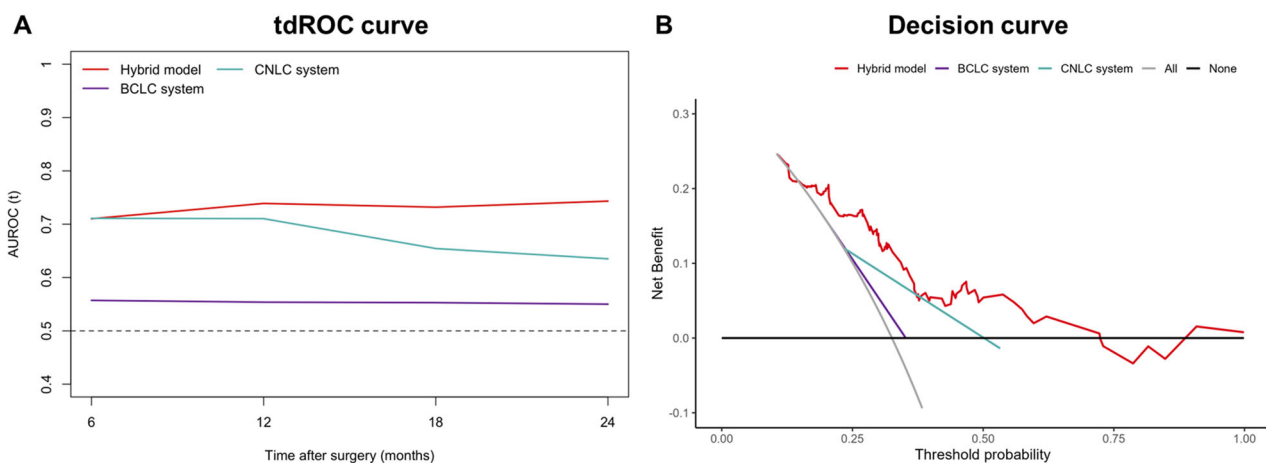 A
tdROC curve
Hybrid model
CNLC system
BCLC system
AUROC (t)
1
0.9
0.8
0.7
0.6
0.5
0.4
6
12
18
24
Time after surgery (months)
B
Decision curve
Hybrid model
BCLC system
CNLC system
All
None
Net Benefit
0.3
0.2
0.1
0.0
-0.1
0.00
0.25
0.50
0.75
1.00
Threshold probability